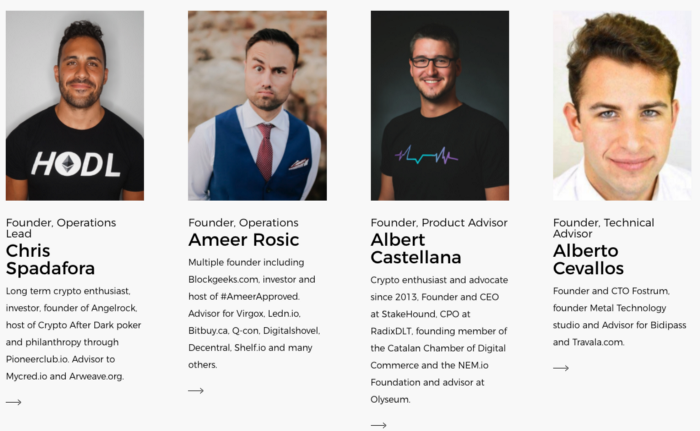 HODL
Founder, Operations
Lead
Chris
Spadafora
Long term crypto enthusiast,
investor, founder of Angelrock,
host of Crypto After Dark poker
and philanthropy through
Pioneerclub.io. Advisor to
Mycred.io and Arweave.org.
Founder, Operations
Ameer Rosic
Multiple founder including
Blockgeeks.com, investor and
host of #AmeerApproved.
Advisor for Virgox, Ledn.io,
Bitbuy.ca, Q-con, Digitalshovel,
Decentral, Shelf.io and many
others.
Founder, Product Advisor
Albert
Castellana
Crypto enthusiast and advocate
since 2013, Founder and CEO
at StakeHound, CPO at
RadixDLT, founding member of
the Catalan Chamber of Digital
Commerce and the NEM.io
Foundation and advisor at
Olyseum.
Founder, Technical
Advisor
Alberto
Cevallos
Founder and CTO Fostrum,
founder Metal Technology
studio and Advisor for Bidipass
and Travala.com.